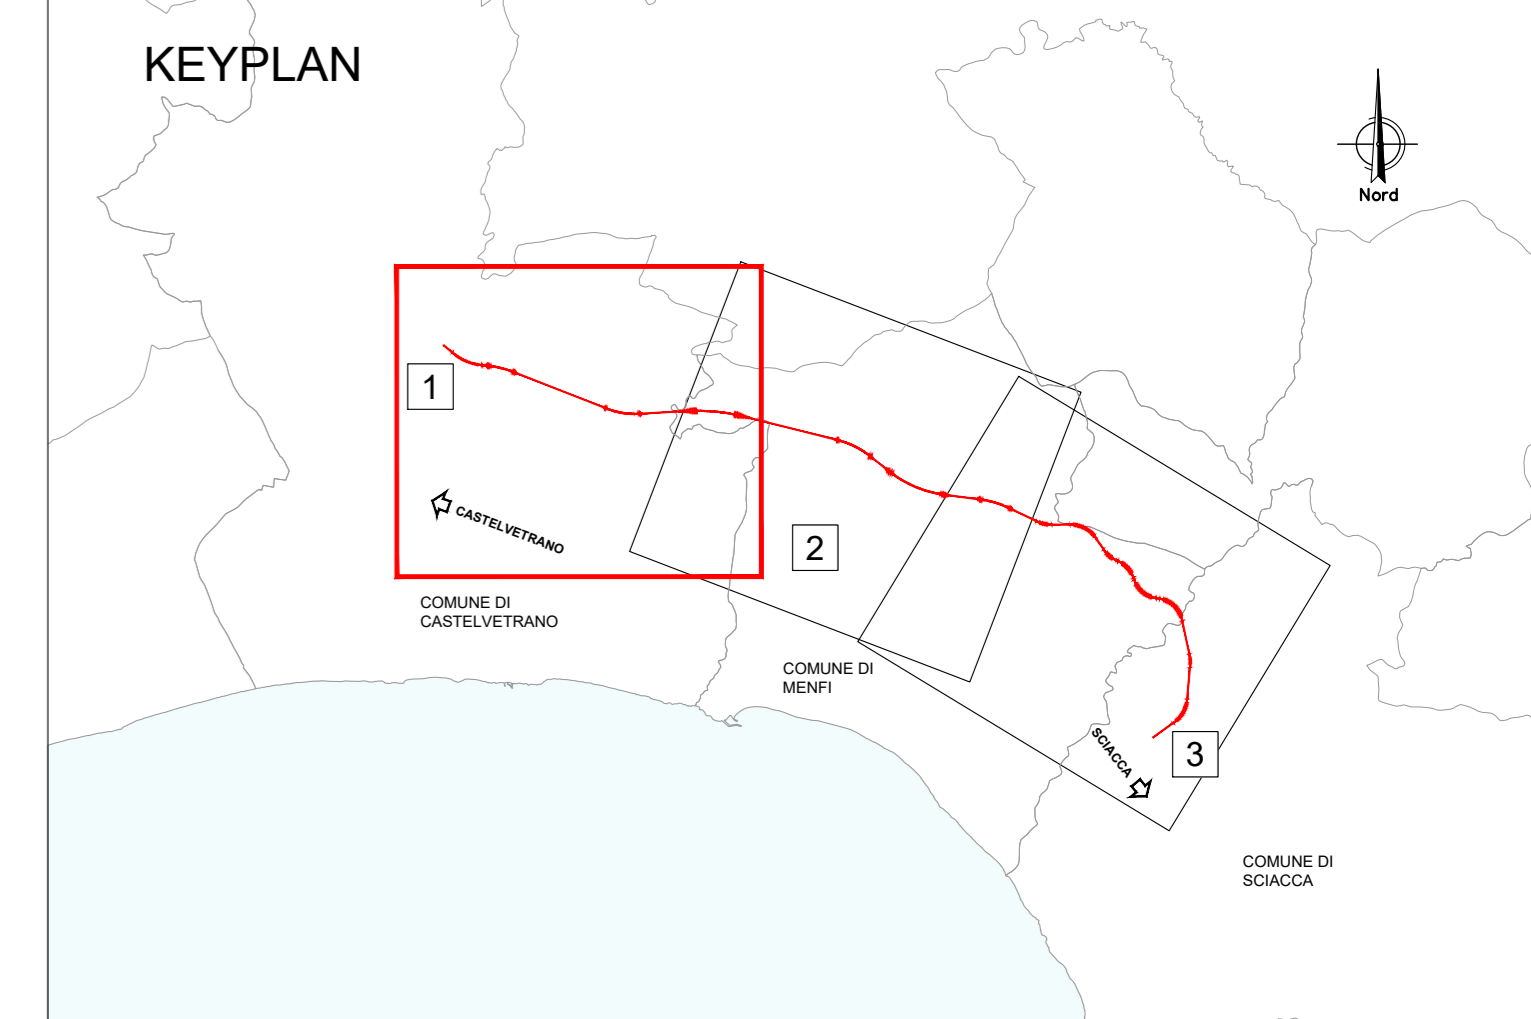 KEYPLAN
Nord
1
CASTELVETRANO
2
COMUNE DI
CASTELVETRANO
COMUNE DI
MENFI
SCIACCA
3
COMUNE DI
SCIACCA